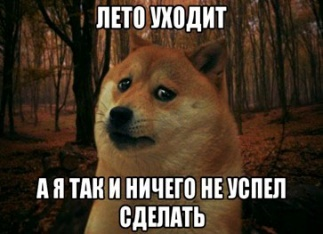 ЛЕТО УХОДИТ
А Я ТАК И НИЧЕГО НЕ УСПЕЛ
СДЕЛАТЬ